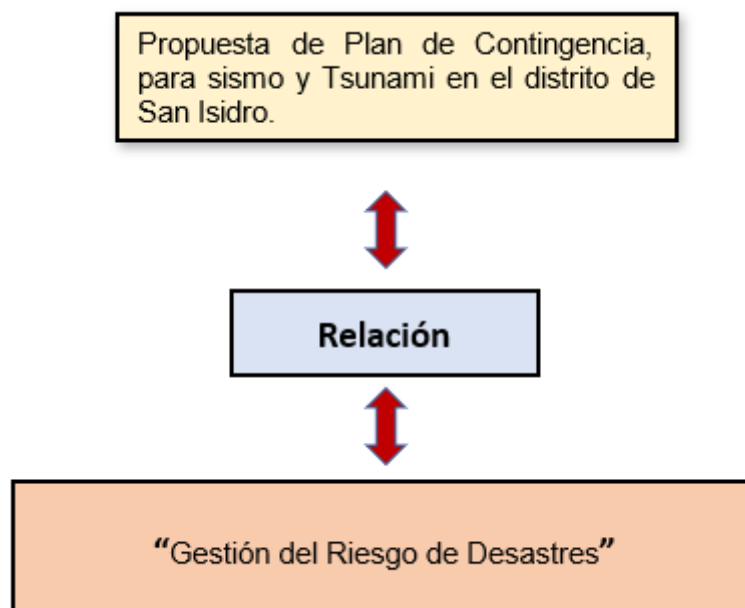 Propuesta de Plan de Contingencia,
para sismo y Tsunami en el distrito de
San Isidro.
Relación
“Gestión del Riesgo de Desastres”